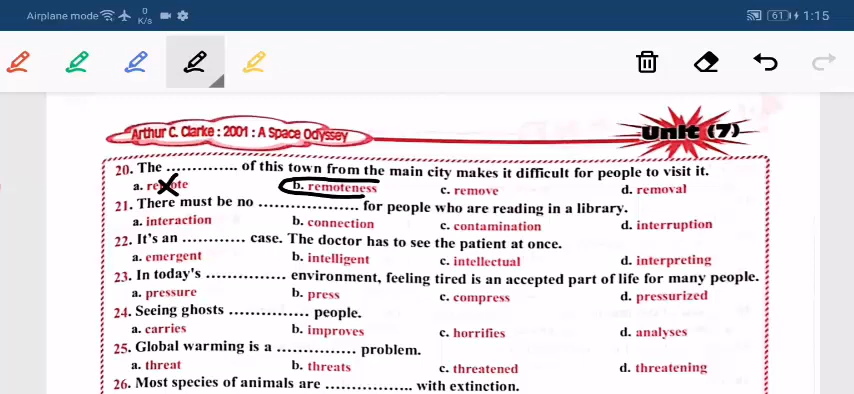 Airplane mode 0 K/s 61 1:15
Arthur C. Clarke : 2001 : A Space Odyssey Unit (7)
20. The .............. of this town from the main city makes it difficult for people to visit it.
a. remote b. remoteness c. remove d. removal
21. There must be no .................... for people who are reading in a library.
a. interaction b. connection c. contamination d. interruption
22. It's an ............ case. The doctor has to see the patient at once.
a. emergent b. intelligent c. intellectual d. interpreting
23. In today's ............... environment, feeling tired is an accepted part of life for many people.
a. pressure b. press c. compress d. pressurized
24. Seeing ghosts ............... people.
a. carries b. improves c. horrifies d. analyses
25. Global warming is a ............... problem.
a. threat b. threats c. threatened d. threatening
26. Most species of animals are ................ with extinction.